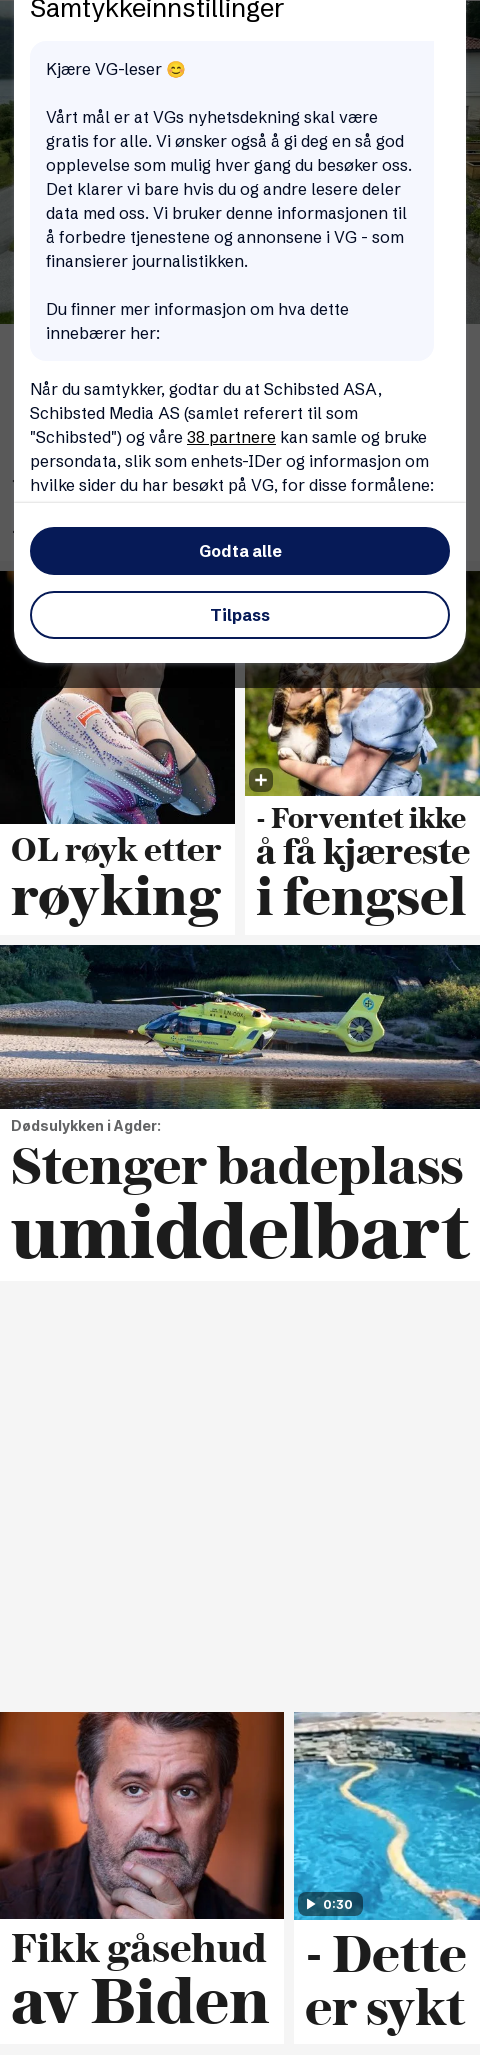 Samtykkeinnstillinger
Kjære VG-leser 😊
Vårt mål er at VGs nyhetsdekning skal være
gratis for alle. Vi ønsker også å gi deg en så god
opplevelse som mulig hver gang du besøker oss.
Det klarer vi bare hvis du og andre lesere deler
data med oss. Vi bruker denne informasjonen til
å forbedre tjenestene og annonsene i VG - som
finansierer journalistikken.
Du finner mer informasjon om hva dette
innebærer her:
Når du samtykker, godtar du at Schibsted ASA,
Schibsted Media AS (samlet referert til som
"Schibsted") og våre 38 partnere kan samle og bruke
persondata, slik som enhets-IDer og informasjon om
hvilke sider du har besøkt på VG, for disse formålene:
Godta alle
Tilpass
OL røyk etter
røyking
- Forventet ikke
å få kjæreste
i fengsel
Dødsulykken i Agder:
Stenger badeplass
umiddelbart
Fikk gåsehud
av Biden
0:30
- Dette
er sykt